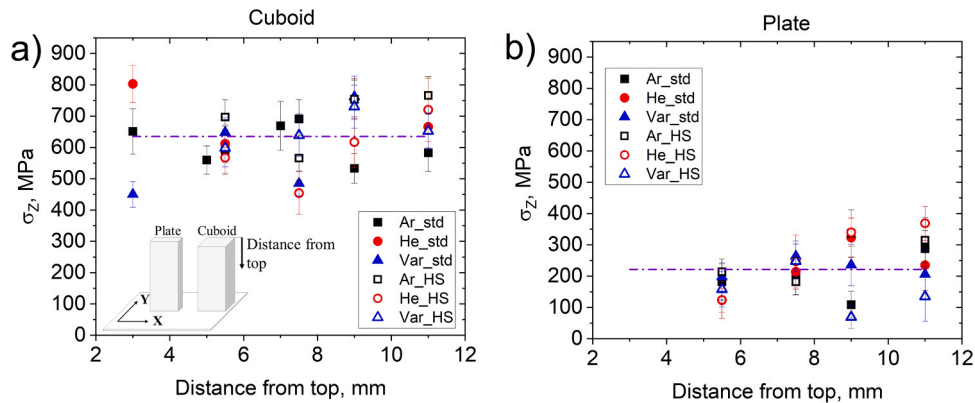 Cuboid
a)
900
800
700
600
500
400
300
200
100
0
σZ, MPa
Plate Cuboid
Distance from
top
Y
X
Ar_std
He_std
Var_std
Ar_HS
He_HS
Var_HS
2 4 6 8 10 12
Distance from top, mm
Plate
b)
900
800
700
600
500
400
300
200
100
0
σZ, MPa
Ar_std
He_std
Var_std
Ar_HS
He_HS
Var_HS
2 4 6 8 10 12
Distance from top, mm